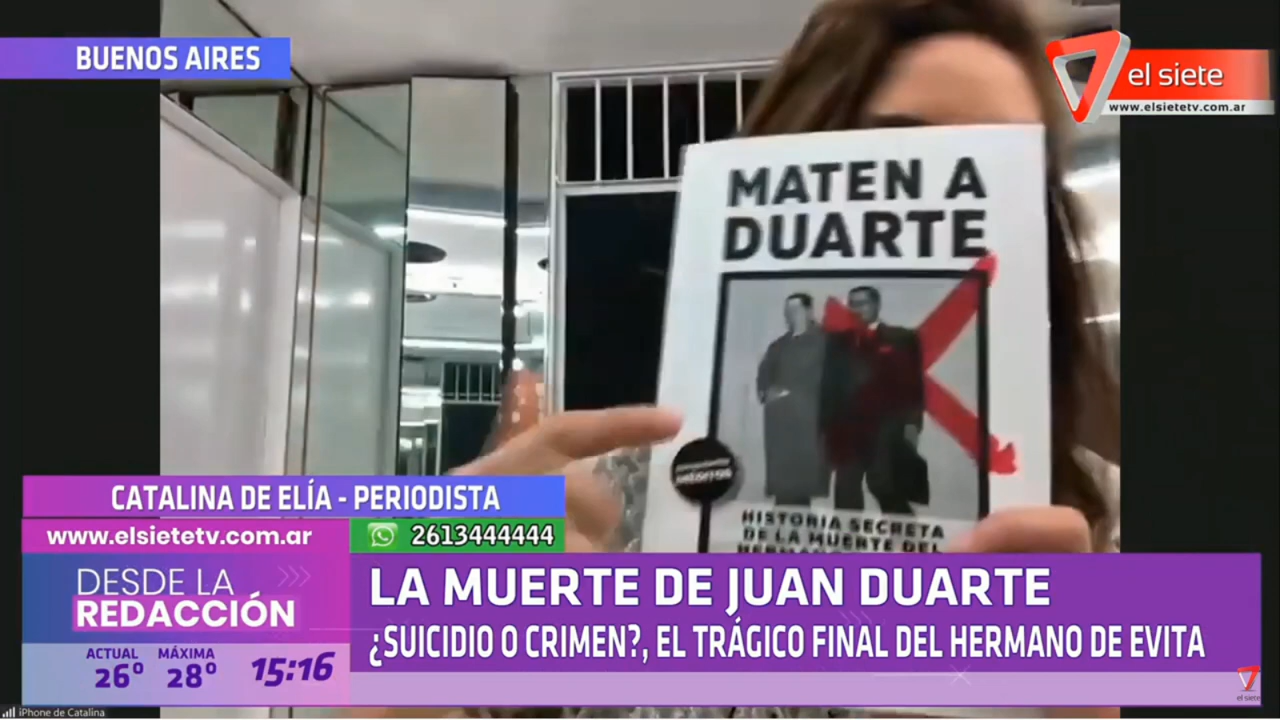 BUENOS AIRES
el siete
www.elsietetv.com.ar
MATEN A
DUARTE
HISTORIA SECRETA
DE LA MUERTE DEL
CATALINA DE ELÍA - PERIODISTA
www.elsietetv.com.ar
2613444444
DESDE LA
REDACCIÓN
LA MUERTE DE JUAN DUARTE
¿SUICIDIO O CRIMEN?, EL TRÁGICO FINAL DEL HERMANO DE EVITA
ACTUAL
26º
MÁXIMA
28º
15:16
el siete
iPhone de Catalina